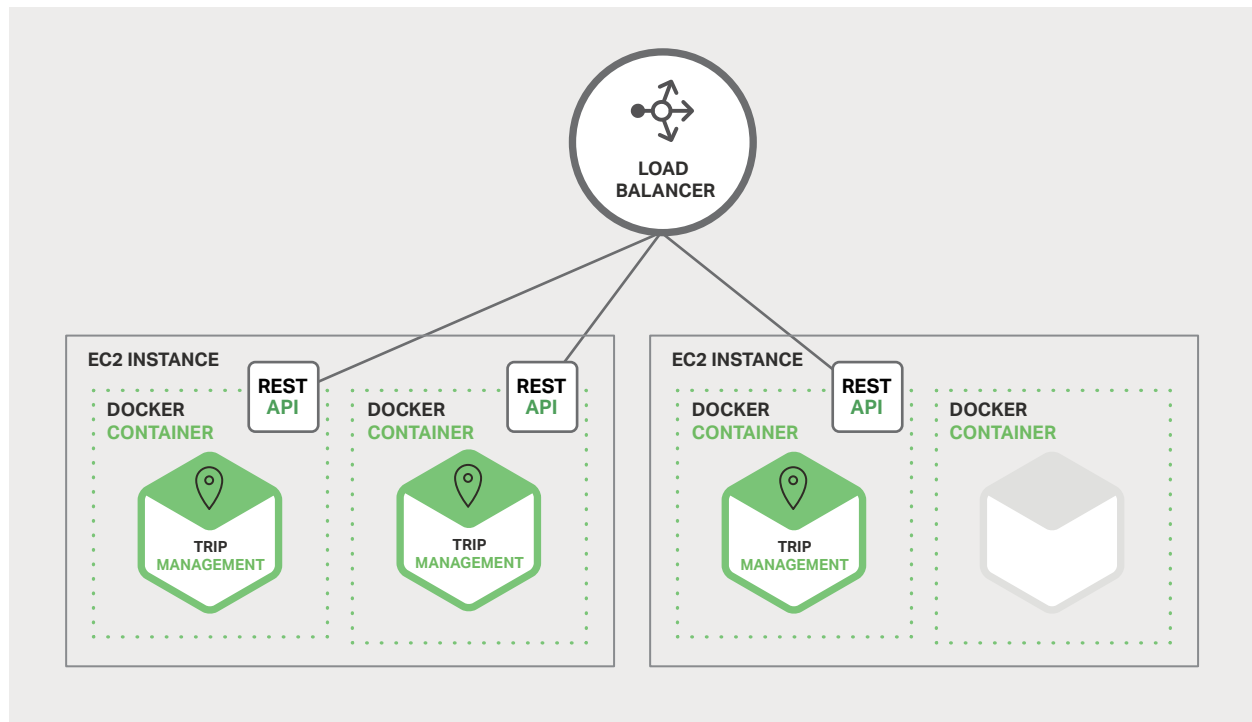 LOAD
BALANCER
EC2 INSTANCE
REST
API
DOCKER
CONTAINER
TRIP
MANAGEMENT
REST
API
DOCKER
CONTAINER
TRIP
MANAGEMENT
EC2 INSTANCE
REST
API
DOCKER
CONTAINER
TRIP
MANAGEMENT
DOCKER
CONTAINER